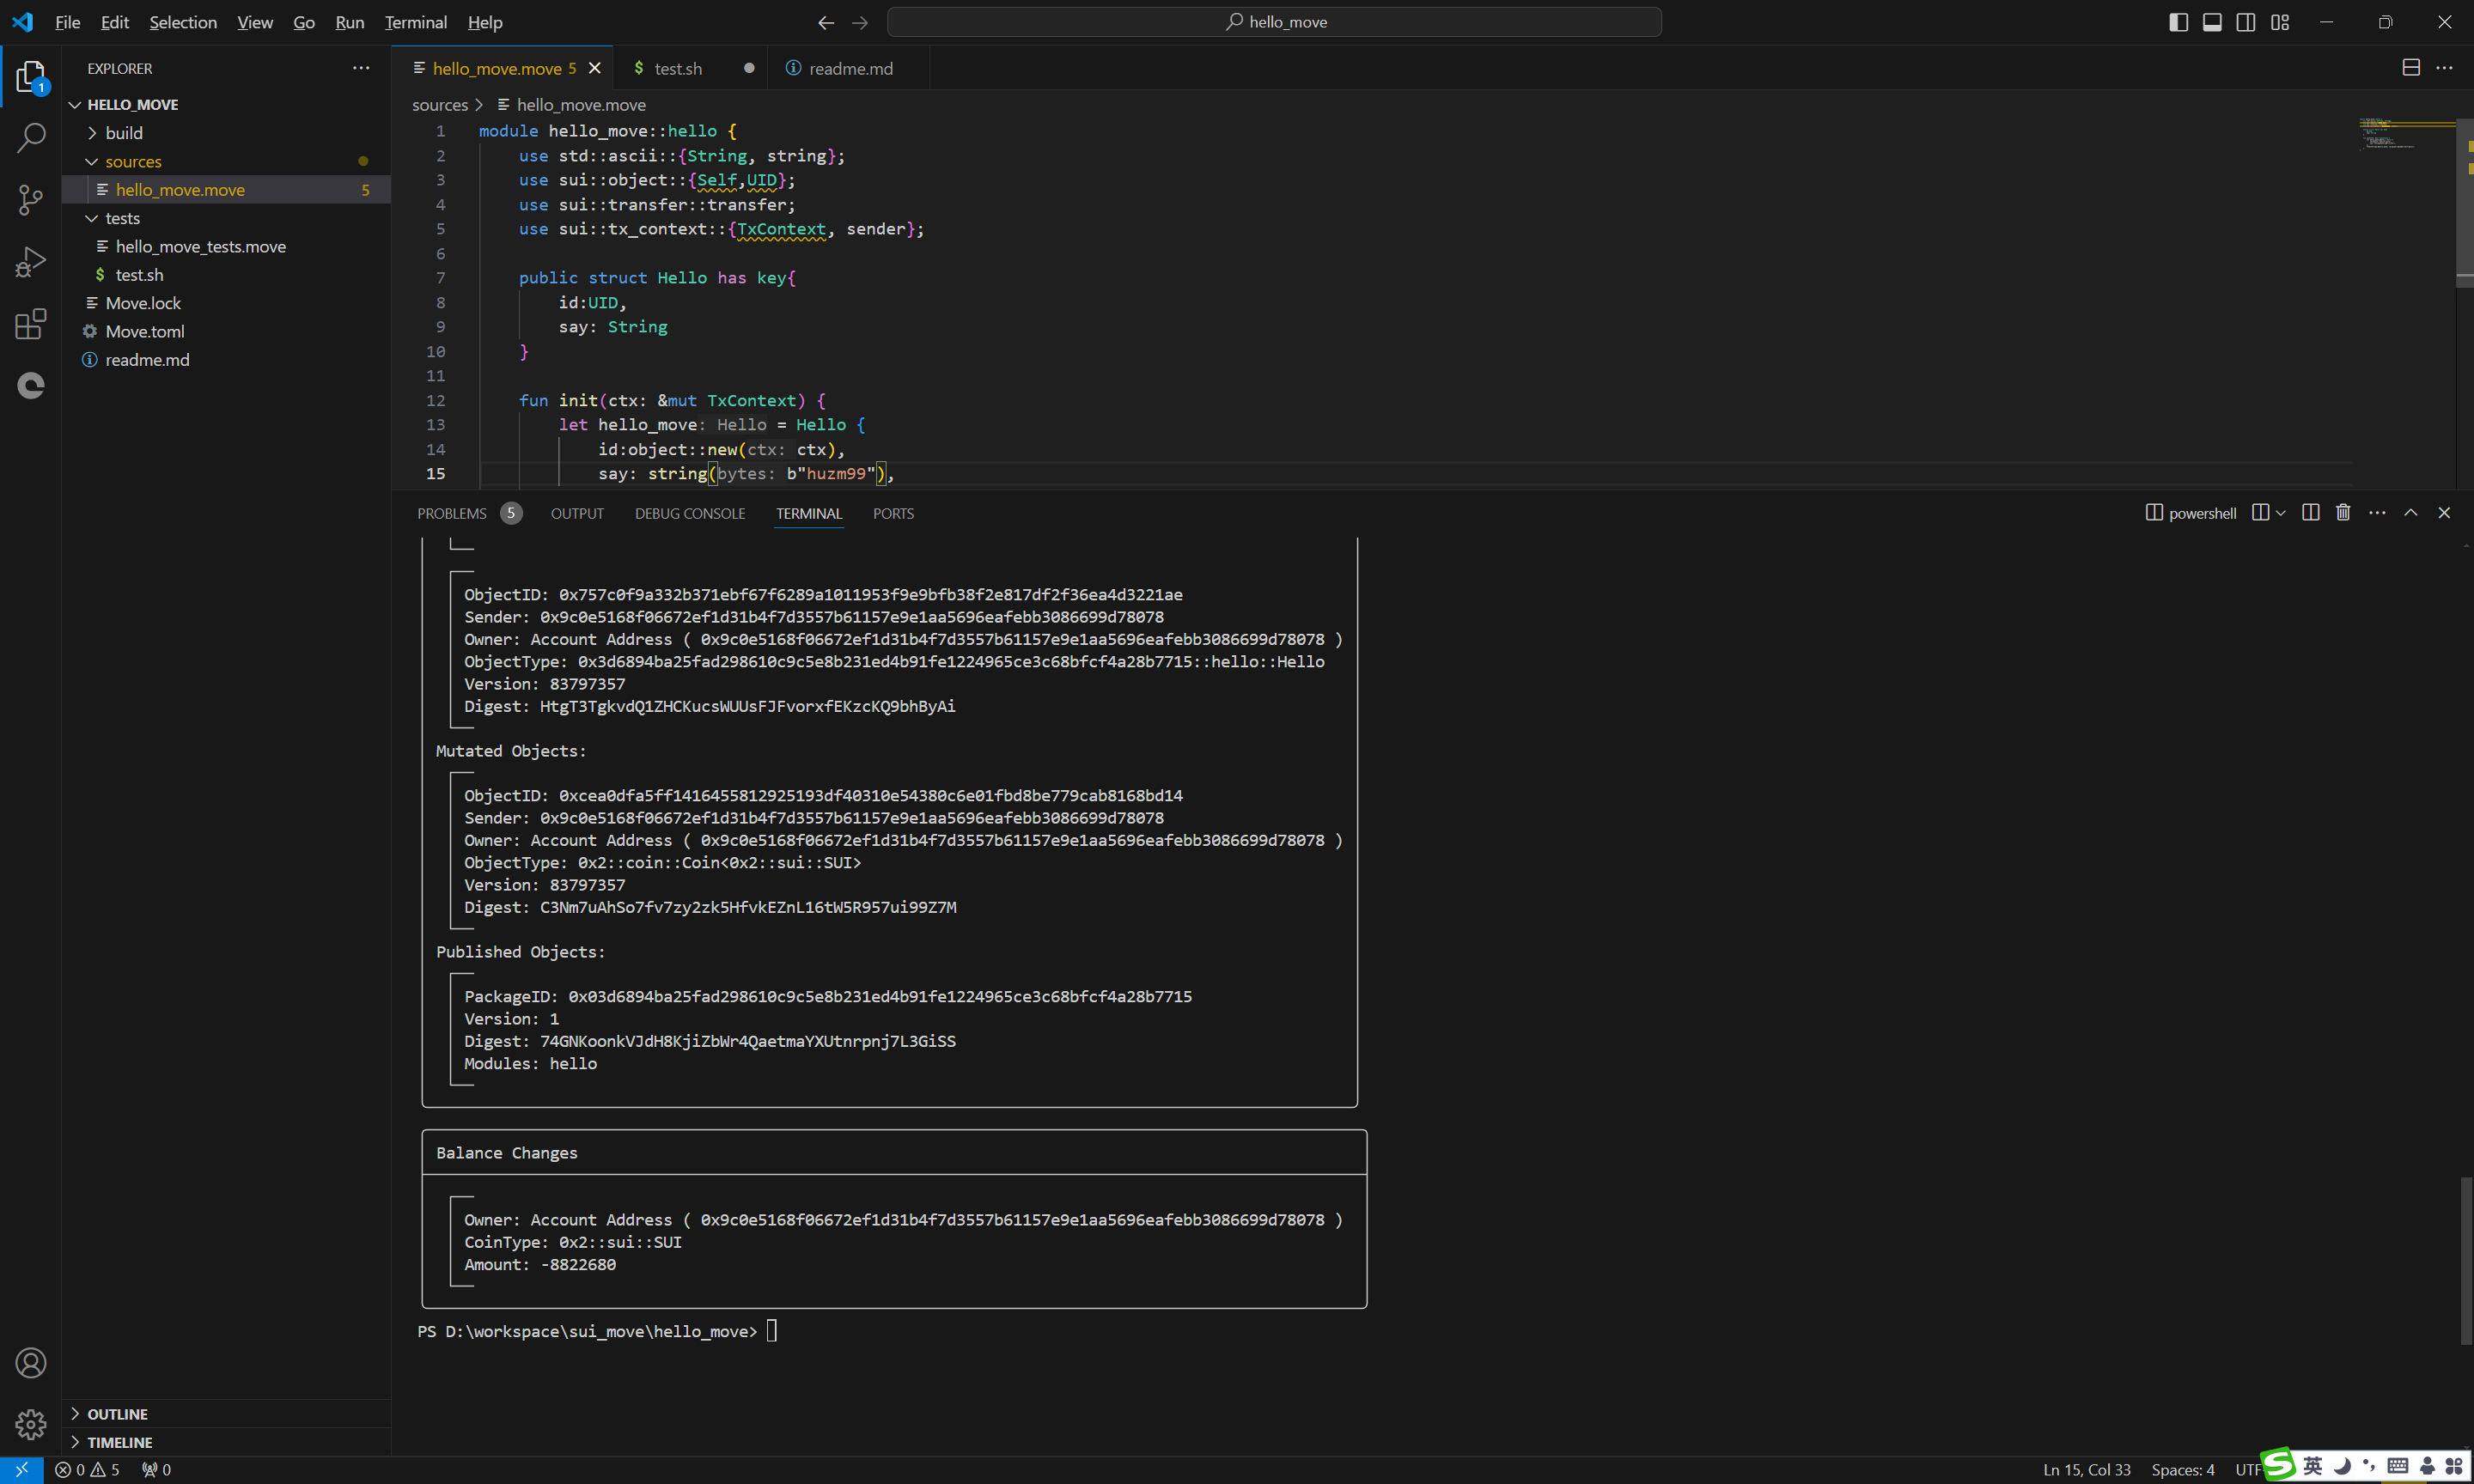 File Edit Selection View Go Run Terminal Help
hello_move
EXPLORER
HELLO_MOVE
build
sources
hello_move.move 5
tests
hello_move_tests.move
$ test.sh
Move.lock
Move.toml
readme.md
OUTLINE
TIMELINE
1
hello_move.move 5
$ test.sh
readme.md
sources > hello_move.move
1 module hello_move::hello {
2 use std::ascii::{String, string};
3 use sui::object::{Self,UID};
4 use sui::transfer::transfer;
5 use sui::tx_context::{TxContext, sender};
6
7 public struct Hello has key{
8 id:UID,
9 say: String
10 }
11
12 fun init(ctx: &mut TxContext) {
13 let hello_move: Hello = Hello {
14 id:object::new(ctx: ctx),
15 say: string(bytes: b"huzm99"),
PROBLEMS 5 OUTPUT DEBUG CONSOLE TERMINAL PORTS
powershell
ObjectID: 0x757c0f9a332b371ebf67f6289a1011953f9e9bfb38f2e817df2f36ea4d3221ae
Sender: 0x9c0e5168f06672ef1d31b4f7d3557b61157e9e1aa5696eafebb3086699d78078
Owner: Account Address ( 0x9c0e5168f06672ef1d31b4f7d3557b61157e9e1aa5696eafebb3086699d78078 )
ObjectType: 0x3d6894ba25fad298610c9c5e8b231ed4b91fe1224965ce3c68bfcf4a28b7715::hello::Hello
Version: 83797357
Digest: HtgT3TgkvdQ1ZHCKucsWUUsFJFvorxfEKzcKQ9bhByAi
Mutated Objects:
ObjectID: 0xcea0dfa5ff1416455812925193df40310e54380c6e01fbd8be779cab8168bd14
Sender: 0x9c0e5168f06672ef1d31b4f7d3557b61157e9e1aa5696eafebb3086699d78078
Owner: Account Address ( 0x9c0e5168f06672ef1d31b4f7d3557b61157e9e1aa5696eafebb3086699d78078 )
ObjectType: 0x2::coin::Coin<0x2::sui::SUI>
Version: 83797357
Digest: C3Nm7uAhSo7fv7zy2zk5HfvkEZnL16tW5R957ui99Z7M
Published Objects:
PackageID: 0x03d6894ba25fad298610c9c5e8b231ed4b91fe1224965ce3c68bfcf4a28b7715
Version: 1
Digest: 74GNKoonkVJdH8KjiZbWr4QaetmaYXUtnrpnj7L3GiSS
Modules: hello
Balance Changes
Owner: Account Address ( 0x9c0e5168f06672ef1d31b4f7d3557b61157e9e1aa5696eafebb3086699d78078 )
CoinType: 0x2::sui::SUI
Amount: -8822680
PS D:\workspace\sui_move\hello_move>
0 5 0
Ln 15, Col 33 Spaces: 4 UTF
S 英